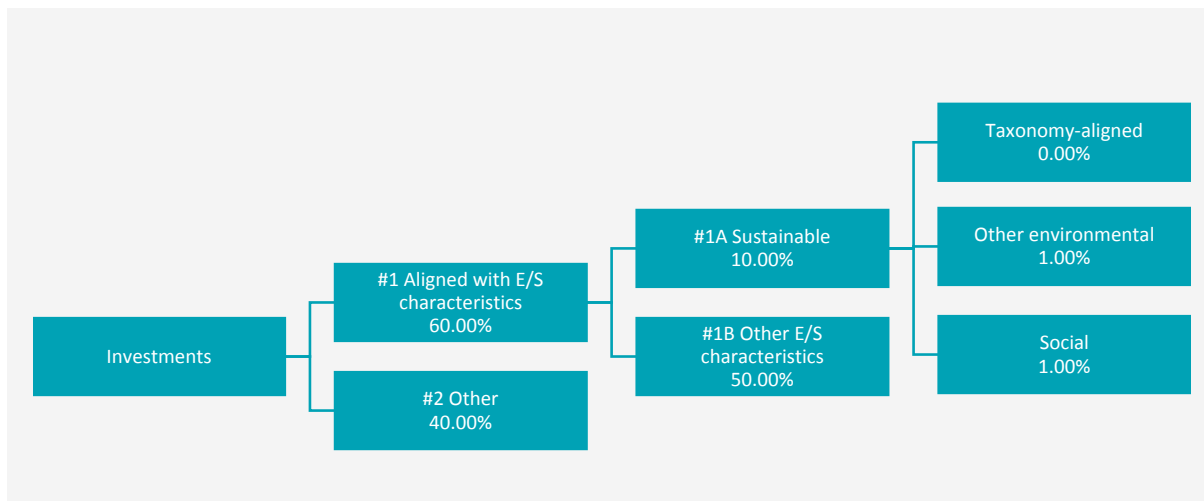 Investments
#1 Aligned with E/S
characteristics
60.00%
#2 Other
40.00%
#1A Sustainable
10.00%
#1B Other E/S
characteristics
50.00%
Taxonomy-aligned
0.00%
Other environmental
1.00%
Social
1.00%